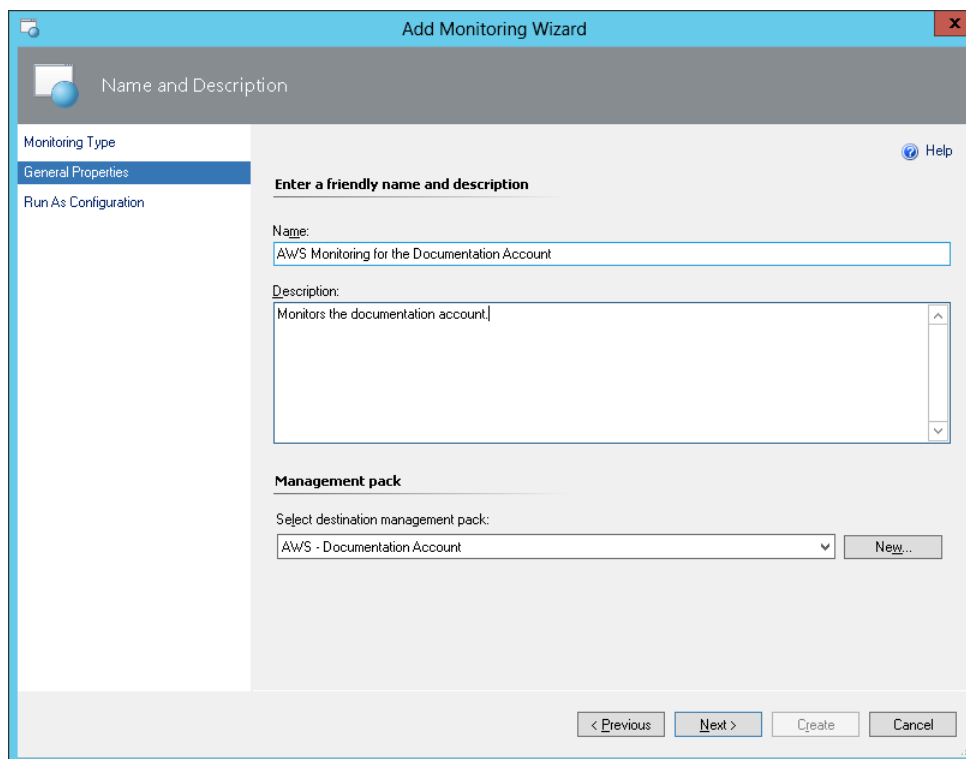 Add Monitoring Wizard
x
Name and Description
Monitoring Type
General Properties
Run As Configuration
Help
Enter a friendly name and description
Name:
AWS Monitoring for the Documentation Account
Description:
Monitors the documentation account.
Management pack
Select destination management pack:
AWS - Documentation Account
New...
< Previous
Next >
Create
Cancel